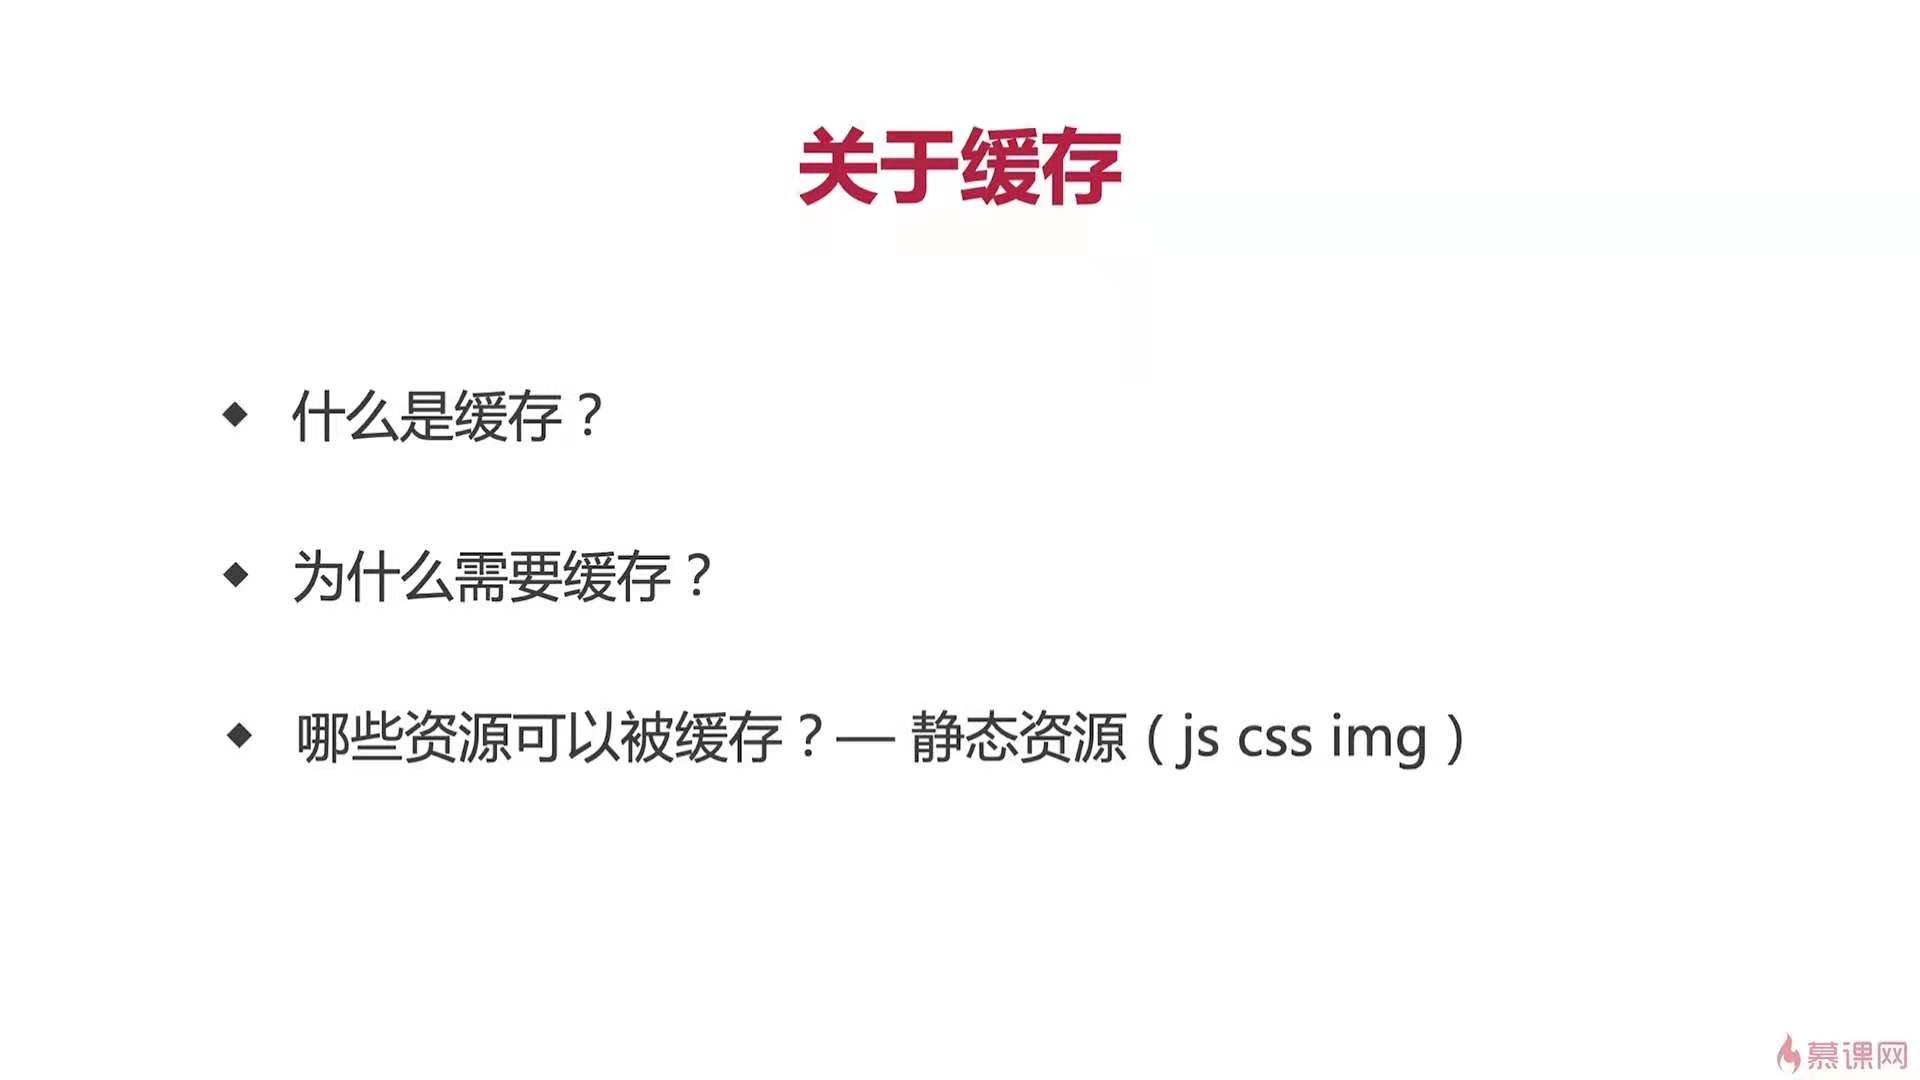 关于缓存
◆ 什么是缓存？
◆ 为什么需要缓存？
◆ 哪些资源可以被缓存？— 静态资源（js css img）
慕课网